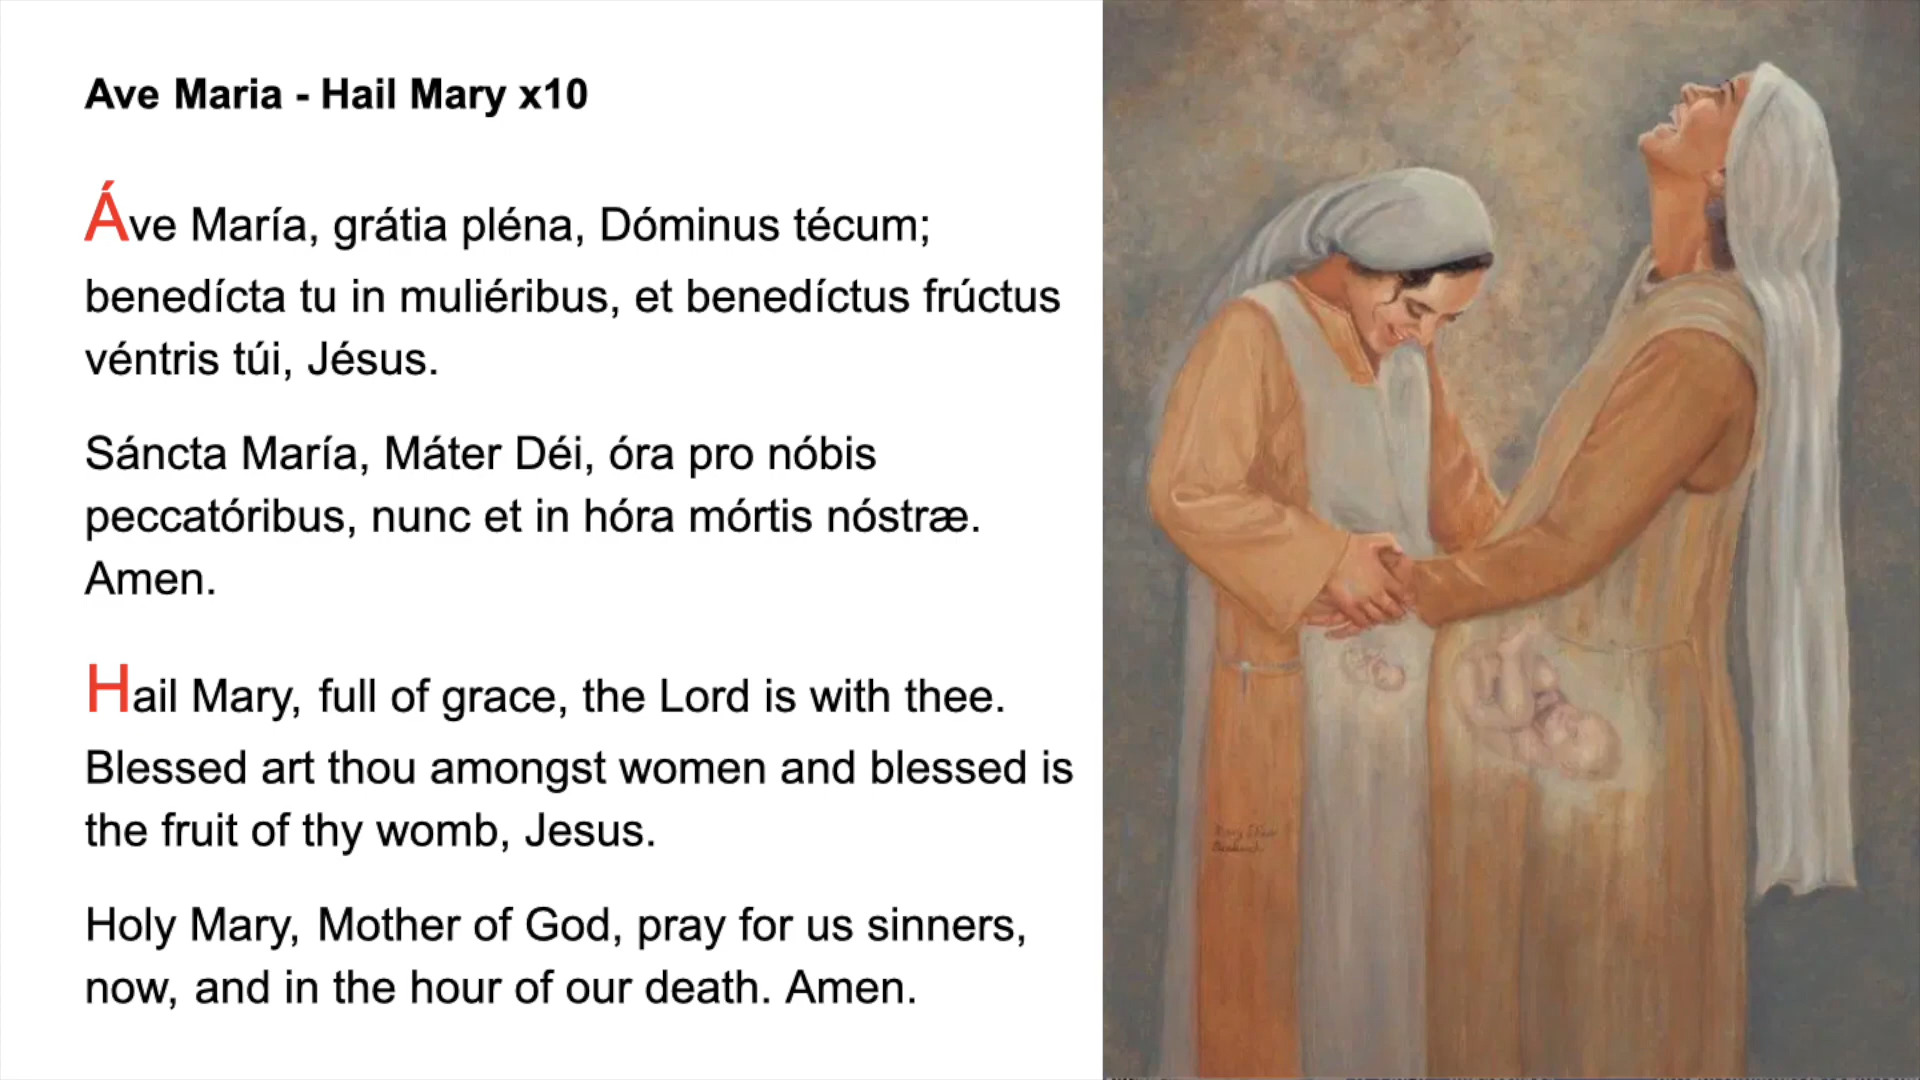 Ave Maria - Hail Mary x10
Áve María, grátia pléna, Dóminus técum;
benedícta tu in muliéribus, et benedíctus frúctus
véntris túi, Jésus.
Sáncta María, Máter Déi, óra pro nóbis
peccatóribus, nunc et in hóra mórtis nóstræ.
Amen.
Hail Mary, full of grace, the Lord is with thee.
Blessed art thou amongst women and blessed is
the fruit of thy womb, Jesus.
Holy Mary, Mother of God, pray for us sinners,
now, and in the hour of our death. Amen.
Mary